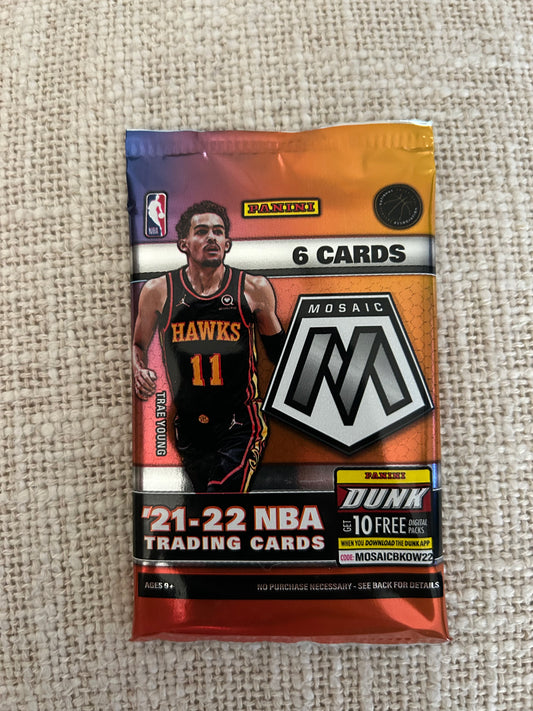 PANINI
NBA
6 CARDS
MOSAIC
M
HAWKS
11
TRAE YOUNG
PANINI
DUNK
GET 10 FREE DIGITAL PACKS
WHEN YOU DOWNLOAD THE DUNK APP
CODE: MOSAICBKOW22
'21-22 NBA
TRADING CARDS
AGES 9+
NO PURCHASE NECESSARY - SEE BACK FOR DETAILS